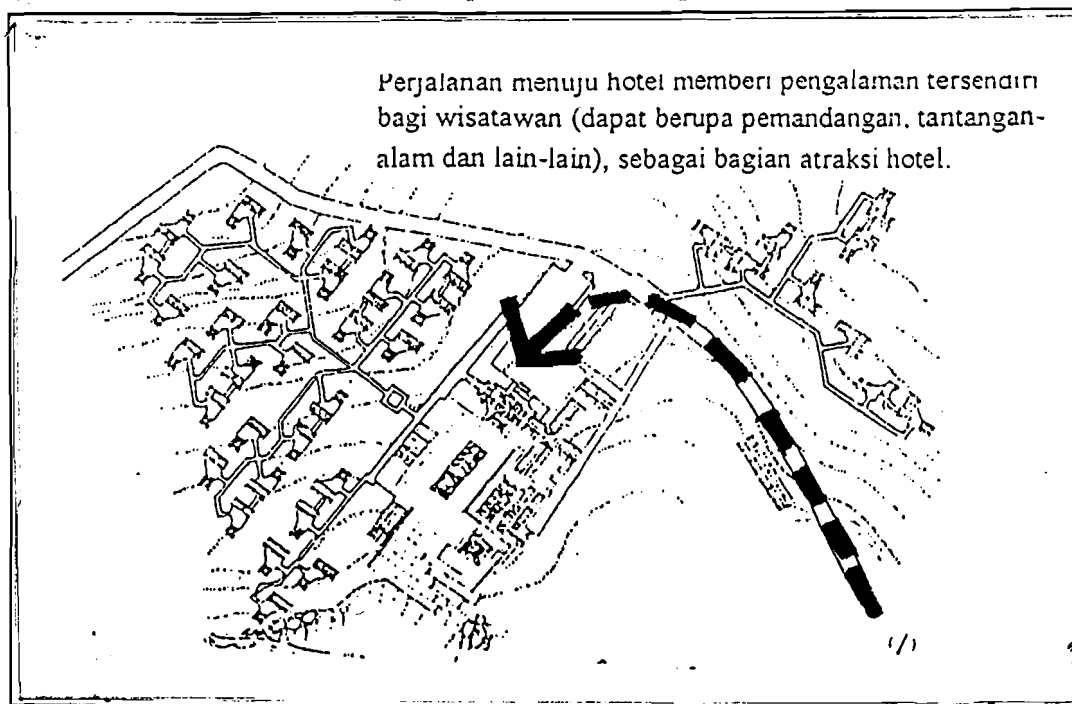 Perjalanan menuju hotel memberi pengalaman tersendiri
bagi wisatawan (dapat berupa pemandangan, tantangan-
alam dan lain-lain), sebagai bagian atraksi hotel.